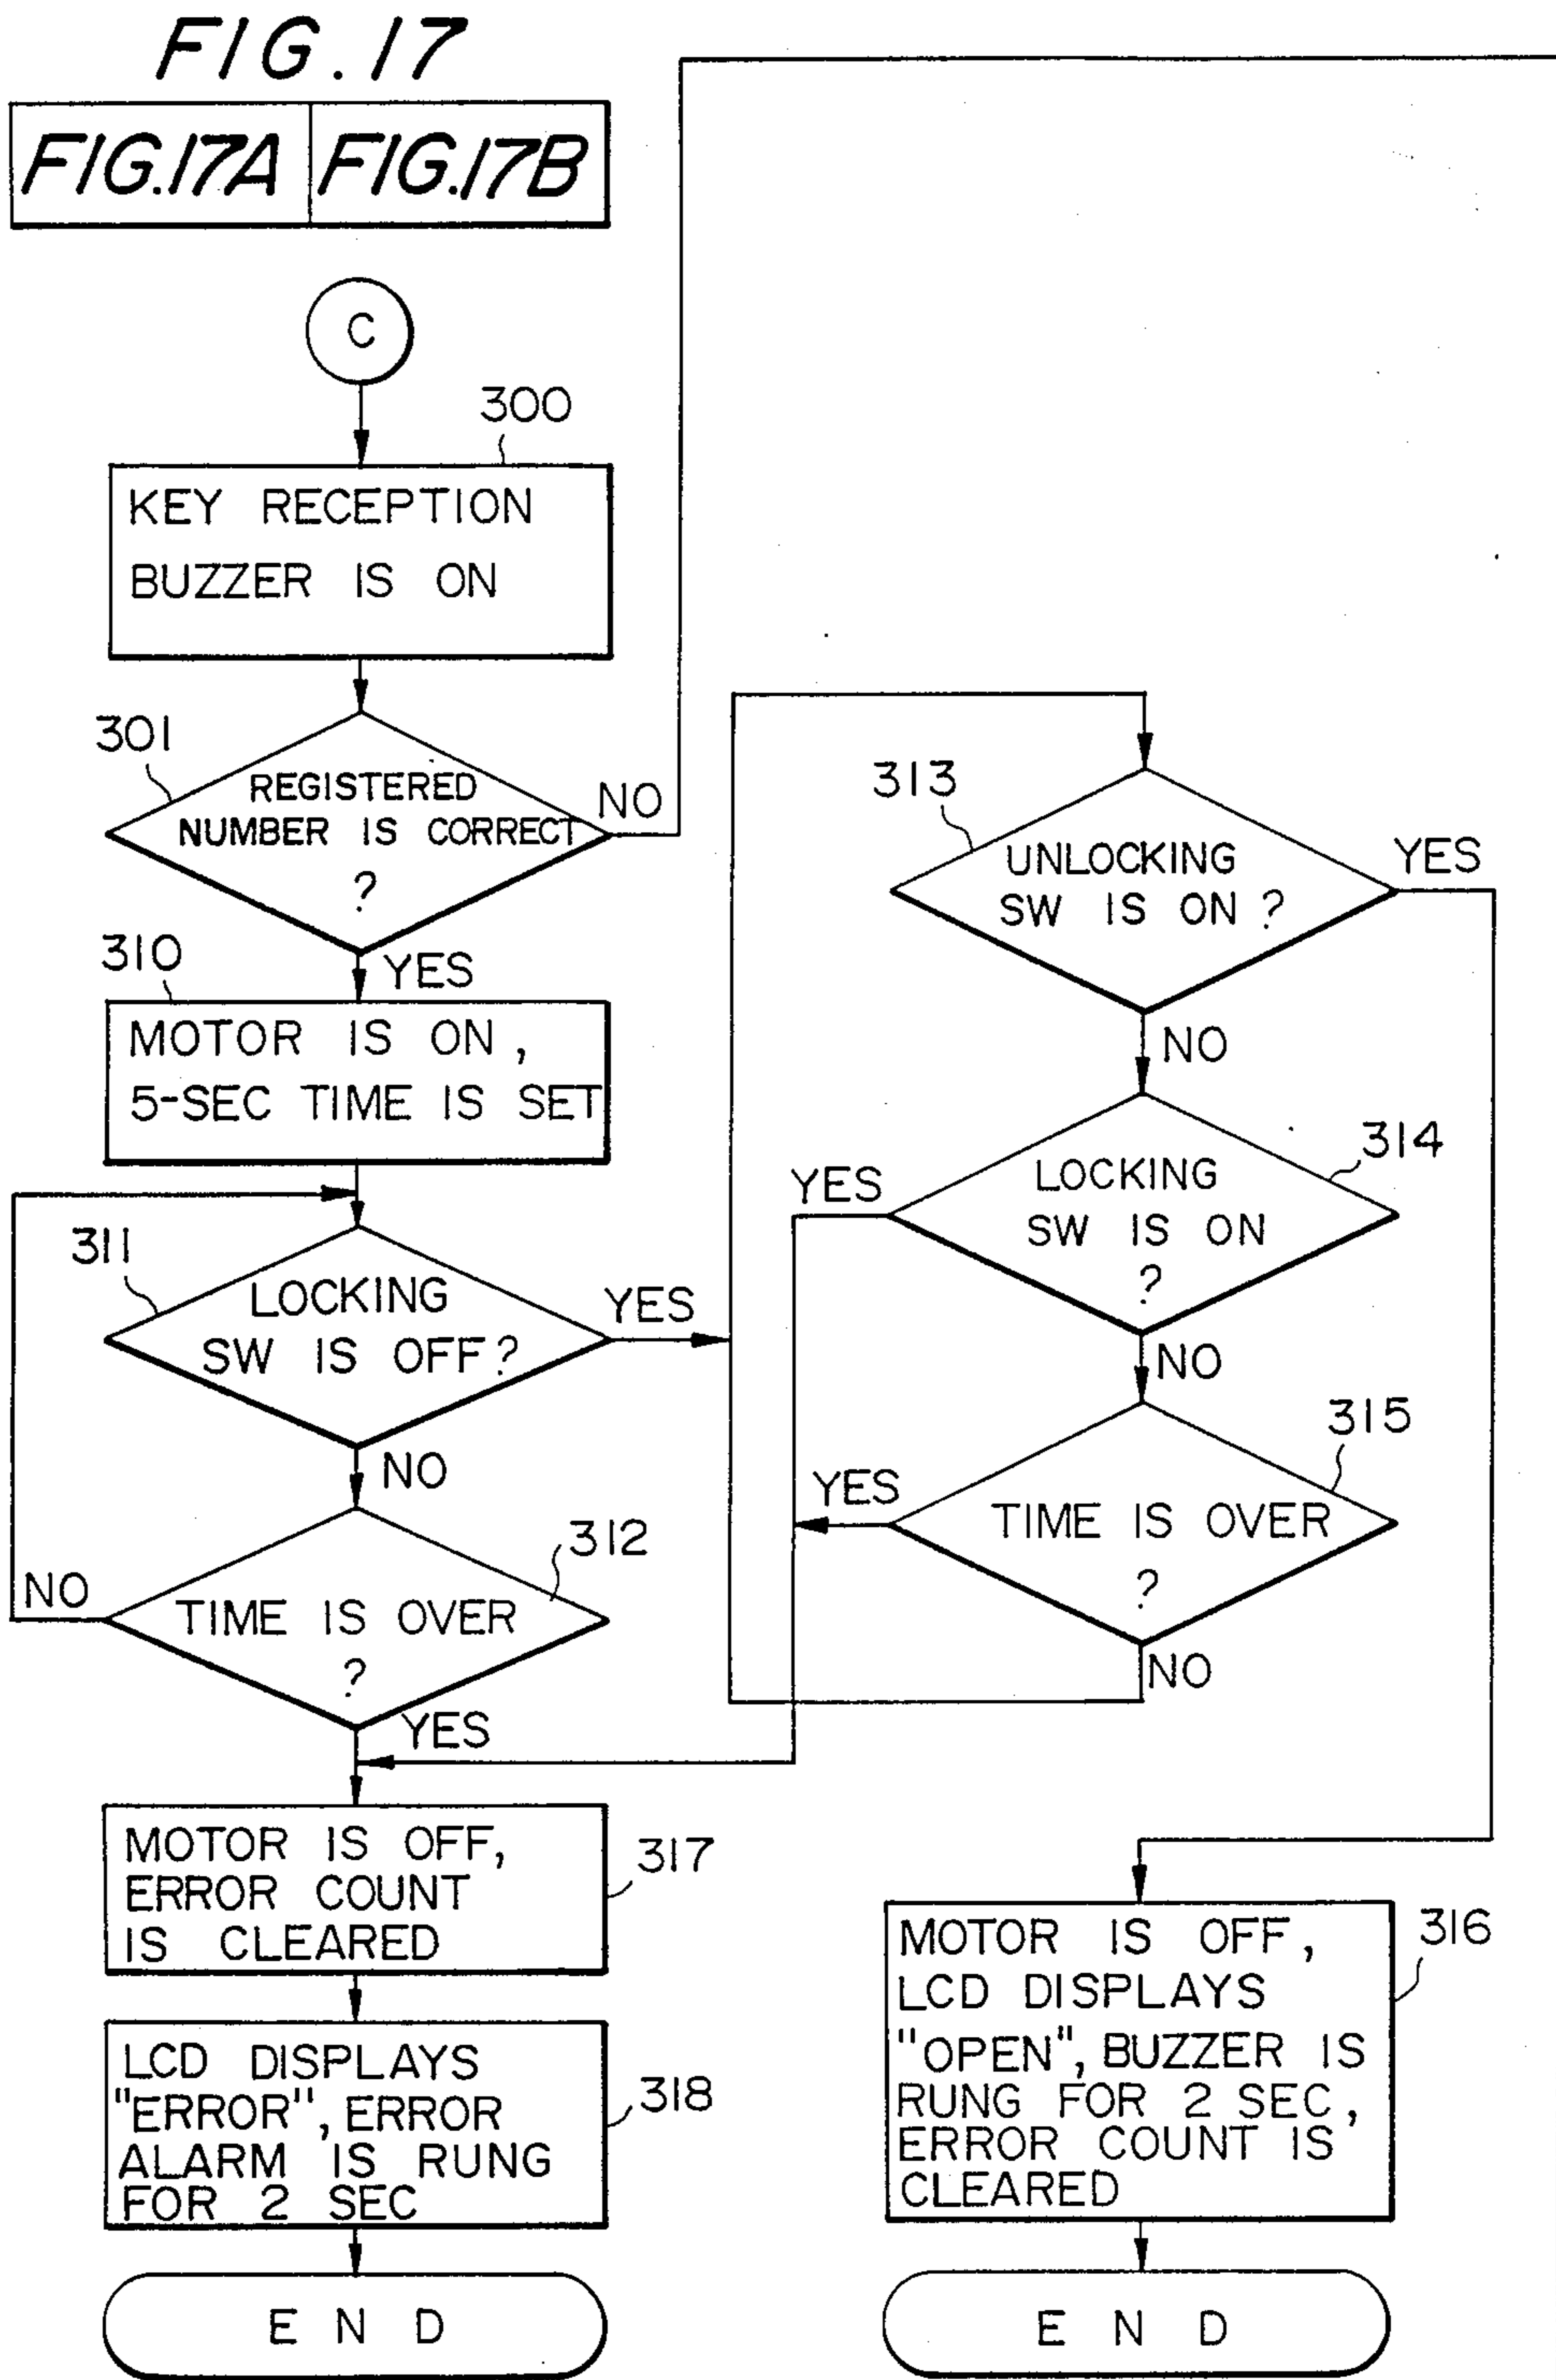 FIG. 17
FIG. 17A FIG. 17B
C
300
KEY RECEPTION
BUZZER IS ON
301
REGISTERED
NUMBER IS CORRECT
?
NO
YES
310
MOTOR IS ON,
5-SEC TIME IS SET
311
LOCKING
SW IS OFF?
YES
NO
312
TIME IS OVER
?
NO
YES
313
UNLOCKING
SW IS ON?
YES
NO
314
LOCKING
SW IS ON
?
YES
NO
315
TIME IS OVER
?
YES
NO
317
MOTOR IS OFF,
ERROR COUNT
IS CLEARED
318
LCD DISPLAYS
"ERROR", ERROR
ALARM IS RUNG
FOR 2 SEC
END
316
MOTOR IS OFF,
LCD DISPLAYS
"OPEN", BUZZER IS
RUNG FOR 2 SEC,
ERROR COUNT IS
CLEARED
END